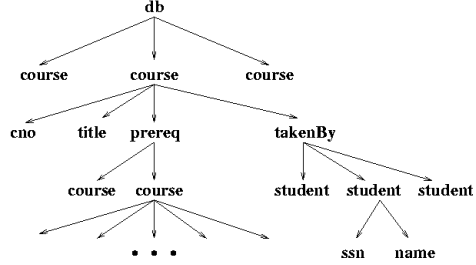 db
course course course
cno title prereq takenBy
course course student student student
ssn name